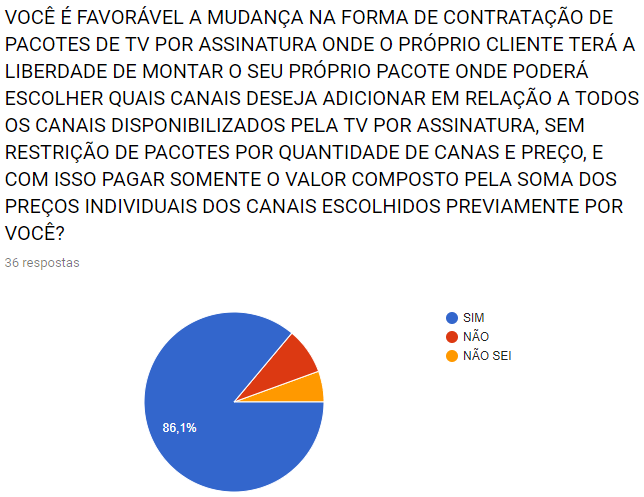 VOCÊ É FAVORÁVEL A MUDANÇA NA FORMA DE CONTRATAÇÃO DE
PACOTES DE TV POR ASSINATURA ONDE O PRÓPRIO CLIENTE TERÁ A
LIBERDADE DE MONTAR O SEU PRÓPRIO PACOTE ONDE PODERÁ
ESCOLHER QUAIS CANAIS DESEJA ADICIONAR EM RELAÇÃO A TODOS
OS CANAIS DISPONIBILIZADOS PELA TV POR ASSINATURA, SEM
RESTRIÇÃO DE PACOTES POR QUANTIDADE DE CANAS E PREÇO, E
COM ISSO PAGAR SOMENTE O VALOR COMPOSTO PELA SOMA DOS
PREÇOS INDIVIDUAIS DOS CANAIS ESCOLHIDOS PREVIAMENTE POR
VOCÊ?
36 respostas
SIM
NÃO
NÃO SEI
86,1%